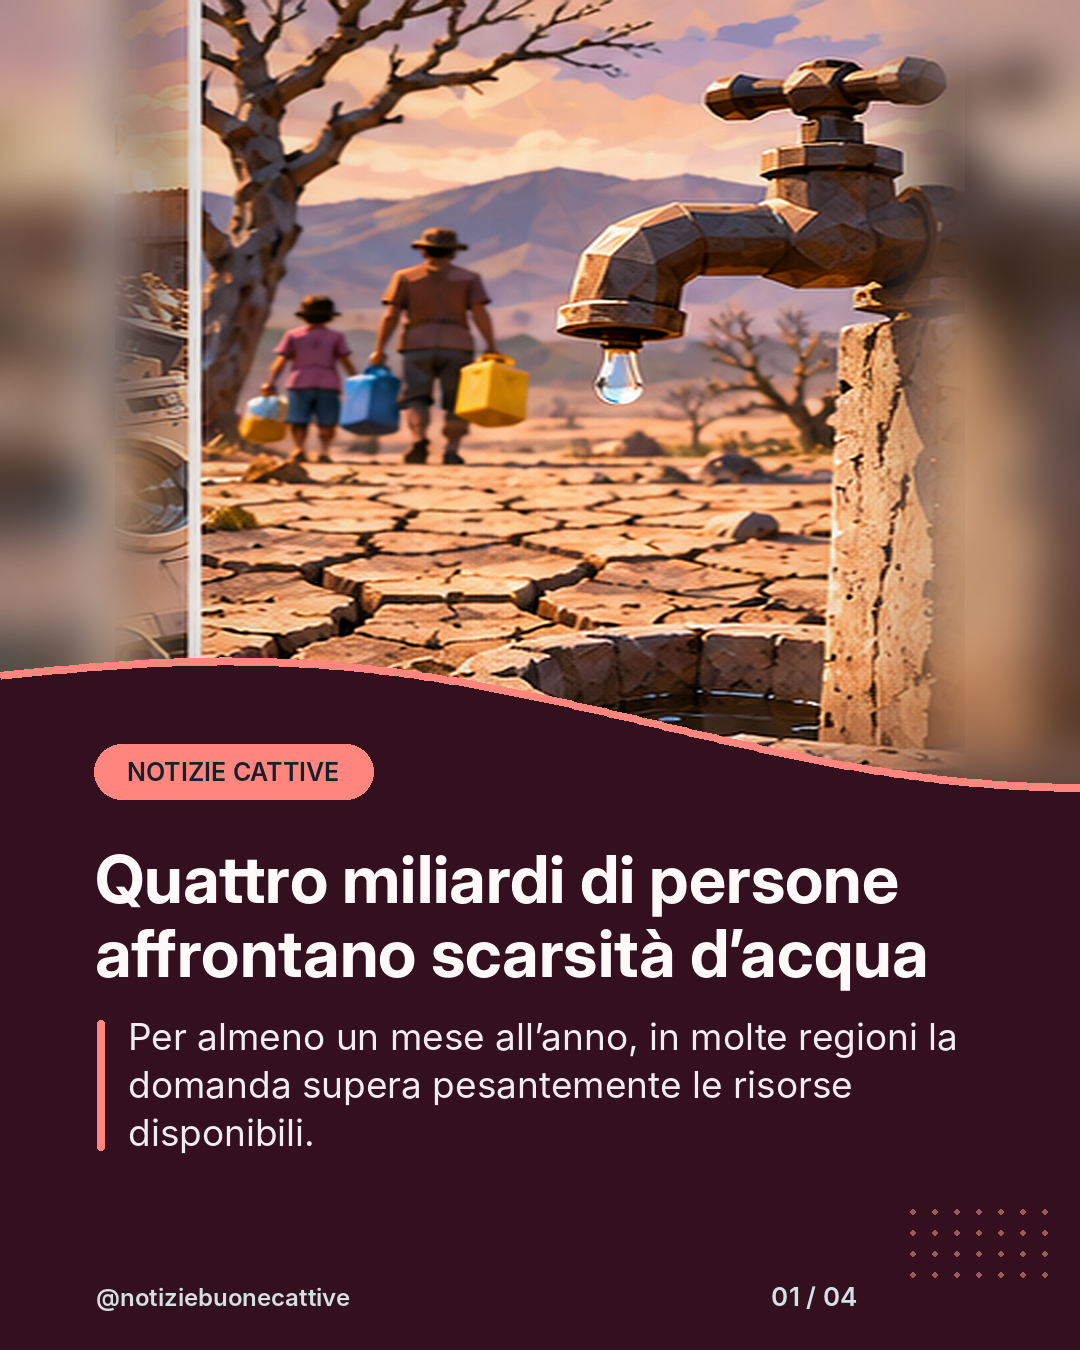 NOTIZIE CATTIVE
Quattro miliardi di persone
affrontano scarsità d’acqua
Per almeno un mese all’anno, in molte regioni la
domanda supera pesantemente le risorse
disponibili.
@notiziebuonecattive
01 / 04